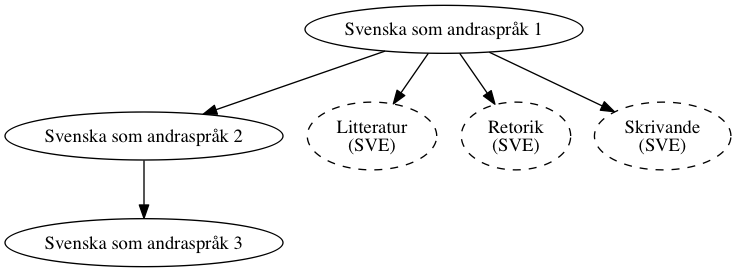 Svenska som andraspråk 1
Svenska som andraspråk 2
Litteratur
(SVE)
Retorik
(SVE)
Skrivande
(SVE)
Svenska som andraspråk 3